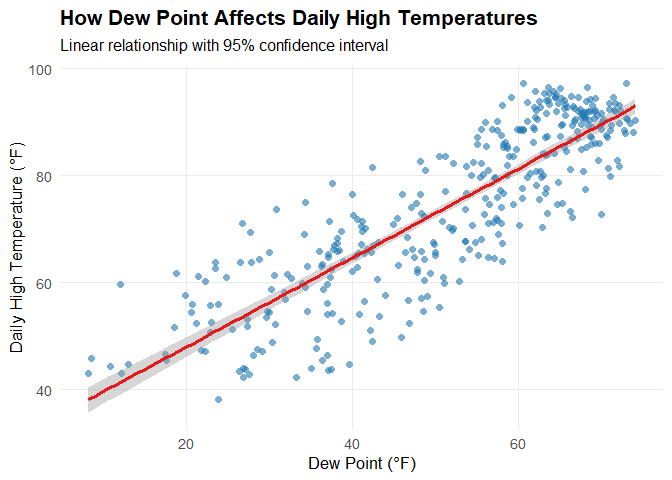 How Dew Point Affects Daily High Temperatures
Linear relationship with 95% confidence interval
100
80
60
40
Daily High Temperature (°F)
20
40
60
Dew Point (°F)